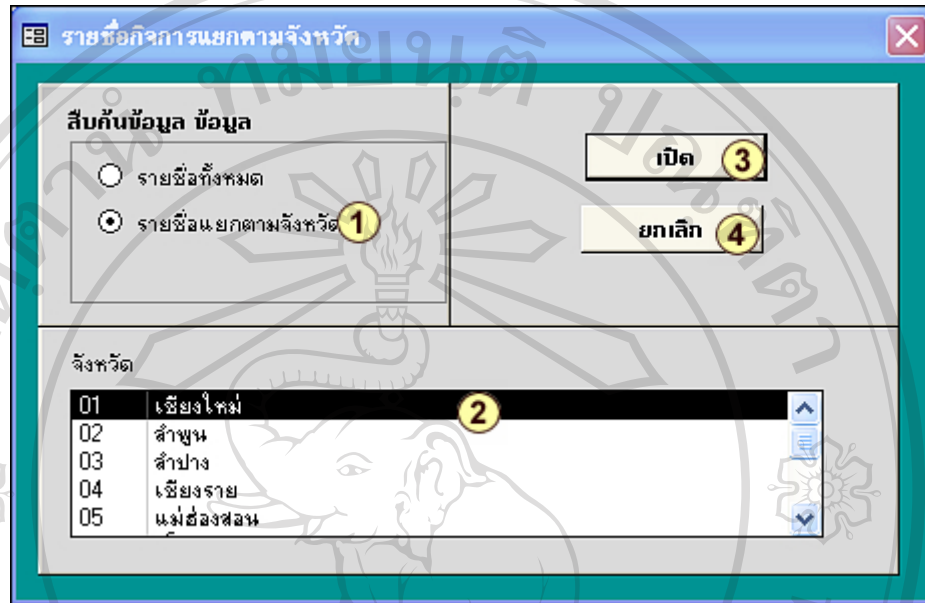 รายชื่อกิจการแยกตามจังหวัด
สืบค้นข้อมูล ข้อมูล
รายชื่อทั้งหมด
รายชื่อแยกตามจังหวัด 1
เปิด 3
ยกเลิก 4
จังหวัด
01 เชียงใหม่ 2
02 ลำพูน
03 ลำปาง
04 เชียงราย
05 แม่ฮ่องสอน